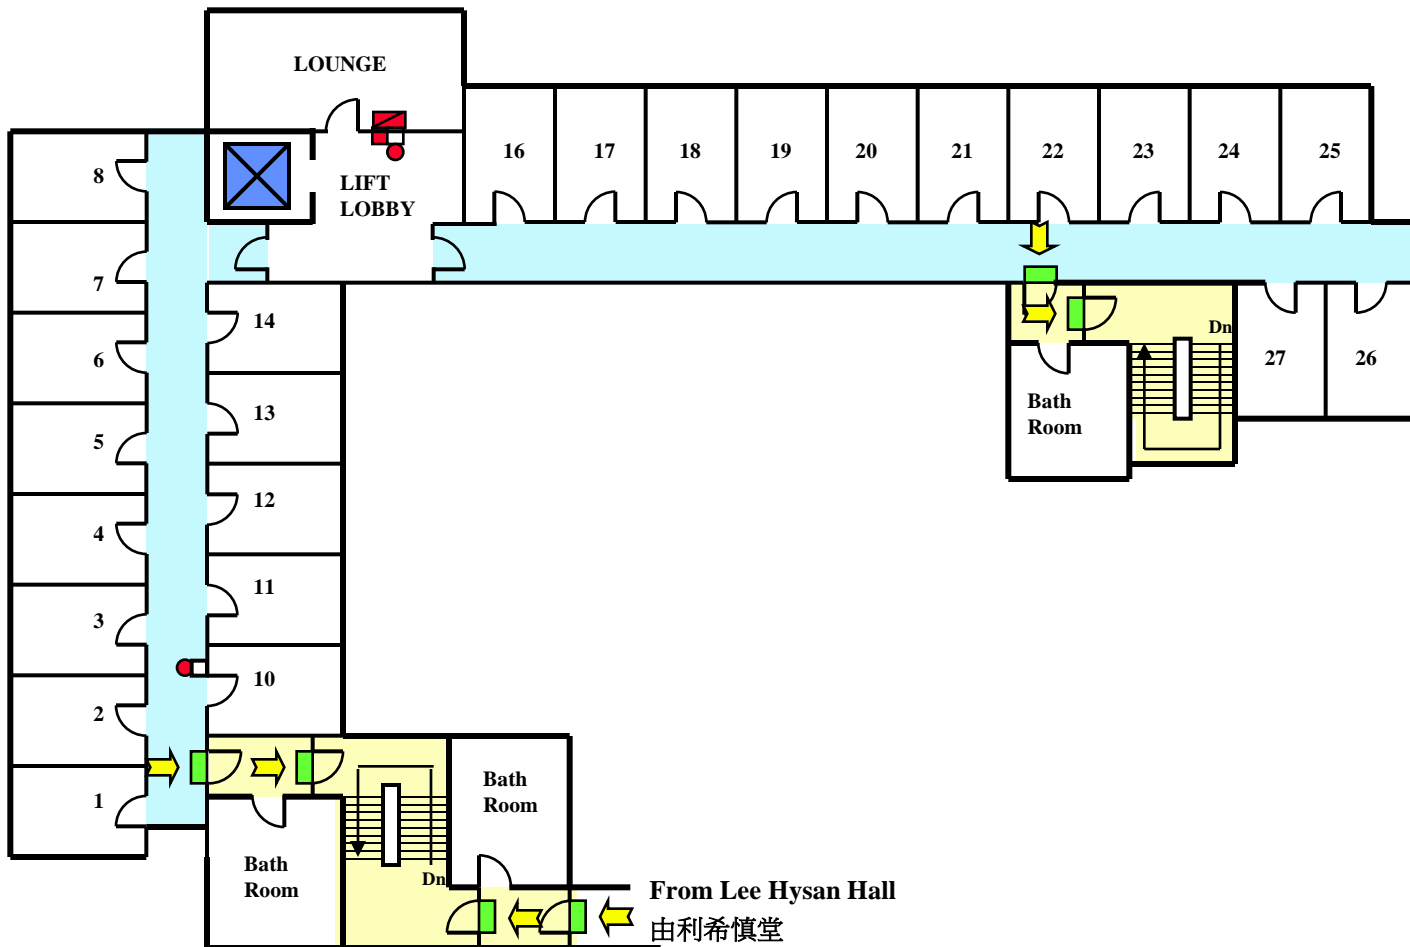 LOUNGE
16
17
18
19
20
21
22
23
24
25
LIFT
LOBBY
8
7
6
5
4
3
2
1
14
13
12
11
10
Dn
27
26
Bath
Room
Bath
Room
Bath
Room
Dn
From Lee Hysan Hall
由利希慎堂